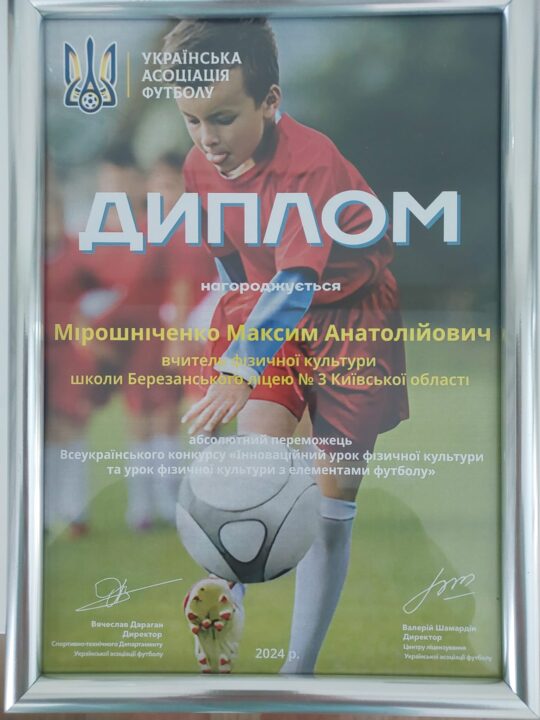 УКРАЇНСЬКА
АСОЦІАЦІЯ
ФУТБОЛУ
ДИПЛОМ
нагороджується
Мірошніченко Максим Анатолійович
вчитель фізичної культури
школи Березанського ліцею № 3 Київської області
абсолютний переможець
Всеукраїнського конкурсу «Інноваційний урок фізичної культури
та урок фізичної культури з елементами футболу»
Вячеслав Дараган
Директор
Спортивно-технічного Департаменту
Української асоціації футболу
2024 р.
Валерій Шамардін
Директор
Центру ліцензування
Української асоціації футболу